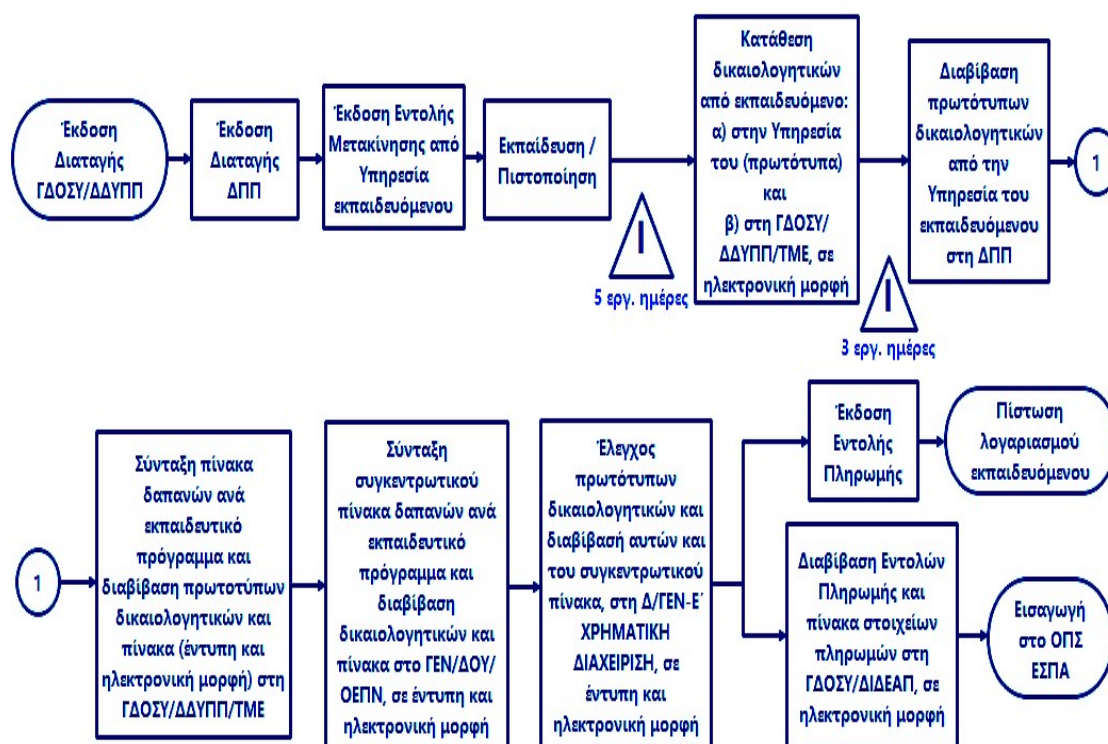 Έκδοση
Διαταγής
ΓΔΟΣΥ/ΔΔΥΠΠ
Έκδοση
Διαταγής
ΔΠΠ
Έκδοση Εντολής
Μετακίνησης από
Υπηρεσία
εκπαιδευόμενου
Εκπαίδευση /
Πιστοποίηση
5 εργ. ημέρες
Κατάθεση
δικαιολογητικών
από εκπαιδευόμενο:
α) στην Υπηρεσία
του (πρωτότυπα)
και
β) στη ΓΔΟΣΥ/
ΔΔΥΠΠ/ΤΜΕ, σε
ηλεκτρονική μορφή
3 εργ. ημέρες
Διαβίβαση
πρωτότυπων
δικαιολογητικών
από την
Υπηρεσία του
εκπαιδευόμενου
στη ΔΠΠ
1
1
Σύνταξη πίνακα
δαπανών ανά
εκπαιδευτικό
πρόγραμμα και
διαβίβαση πρωτοτύπων
δικαιολογητικών και
πίνακα (έντυπη και
ηλεκτρονική μορφή) στη
ΓΔΟΣΥ/ΔΔΥΠΠ/ΤΜΕ
Σύνταξη
συγκεντρωτικού
πίνακα δαπανών ανά
εκπαιδευτικό
πρόγραμμα και
διαβίβαση
δικαιολογητικών και
πίνακα στο ΓΕΝ/ΔΟΥ/
ΟΕΠΝ, σε έντυπη και
ηλεκτρονική μορφή
Έλεγχος
πρωτότυπων
δικαιολογητικών και
διαβίβασή αυτών και
του συγκεντρωτικού
πίνακα, στη Δ/ΓΕΝ-Ε΄
ΧΡΗΜΑΤΙΚΗ
ΔΙΑΧΕΙΡΙΣΗ, σε
έντυπη και
ηλεκτρονική μορφή
Έκδοση
Εντολής
Πληρωμής
Πίστωση
λογαριασμού
εκπαιδευόμενου
Διαβίβαση Εντολών
Πληρωμής και
πίνακα στοιχείων
πληρωμών στη
ΓΔΟΣΥ/ΔΙΔΕΑΠ, σε
ηλεκτρονική μορφή
Εισαγωγή
στο ΟΠΣ
ΕΣΠΑ